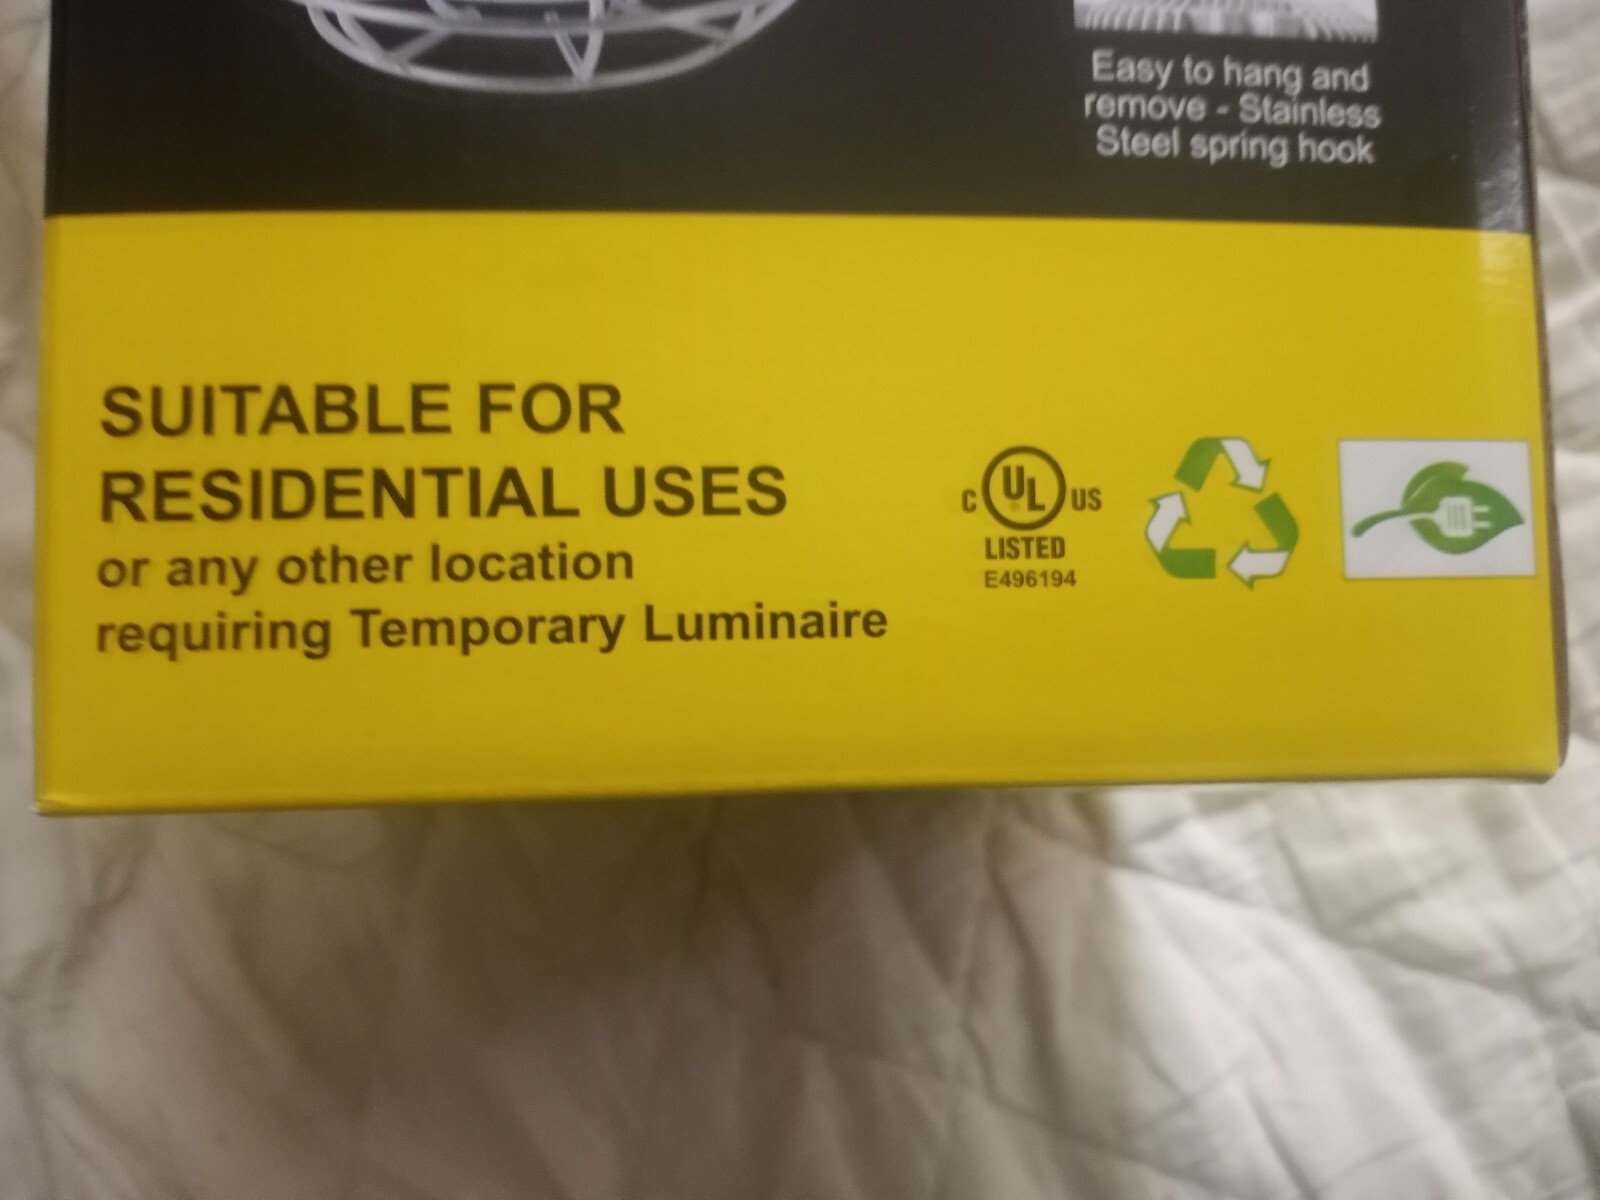 Easy to hang and
remove - Stainless
Steel spring hook
SUITABLE FOR
RESIDENTIAL USES
or any other location
requiring Temporary Luminaire
C UL US
®
LISTED
E496194